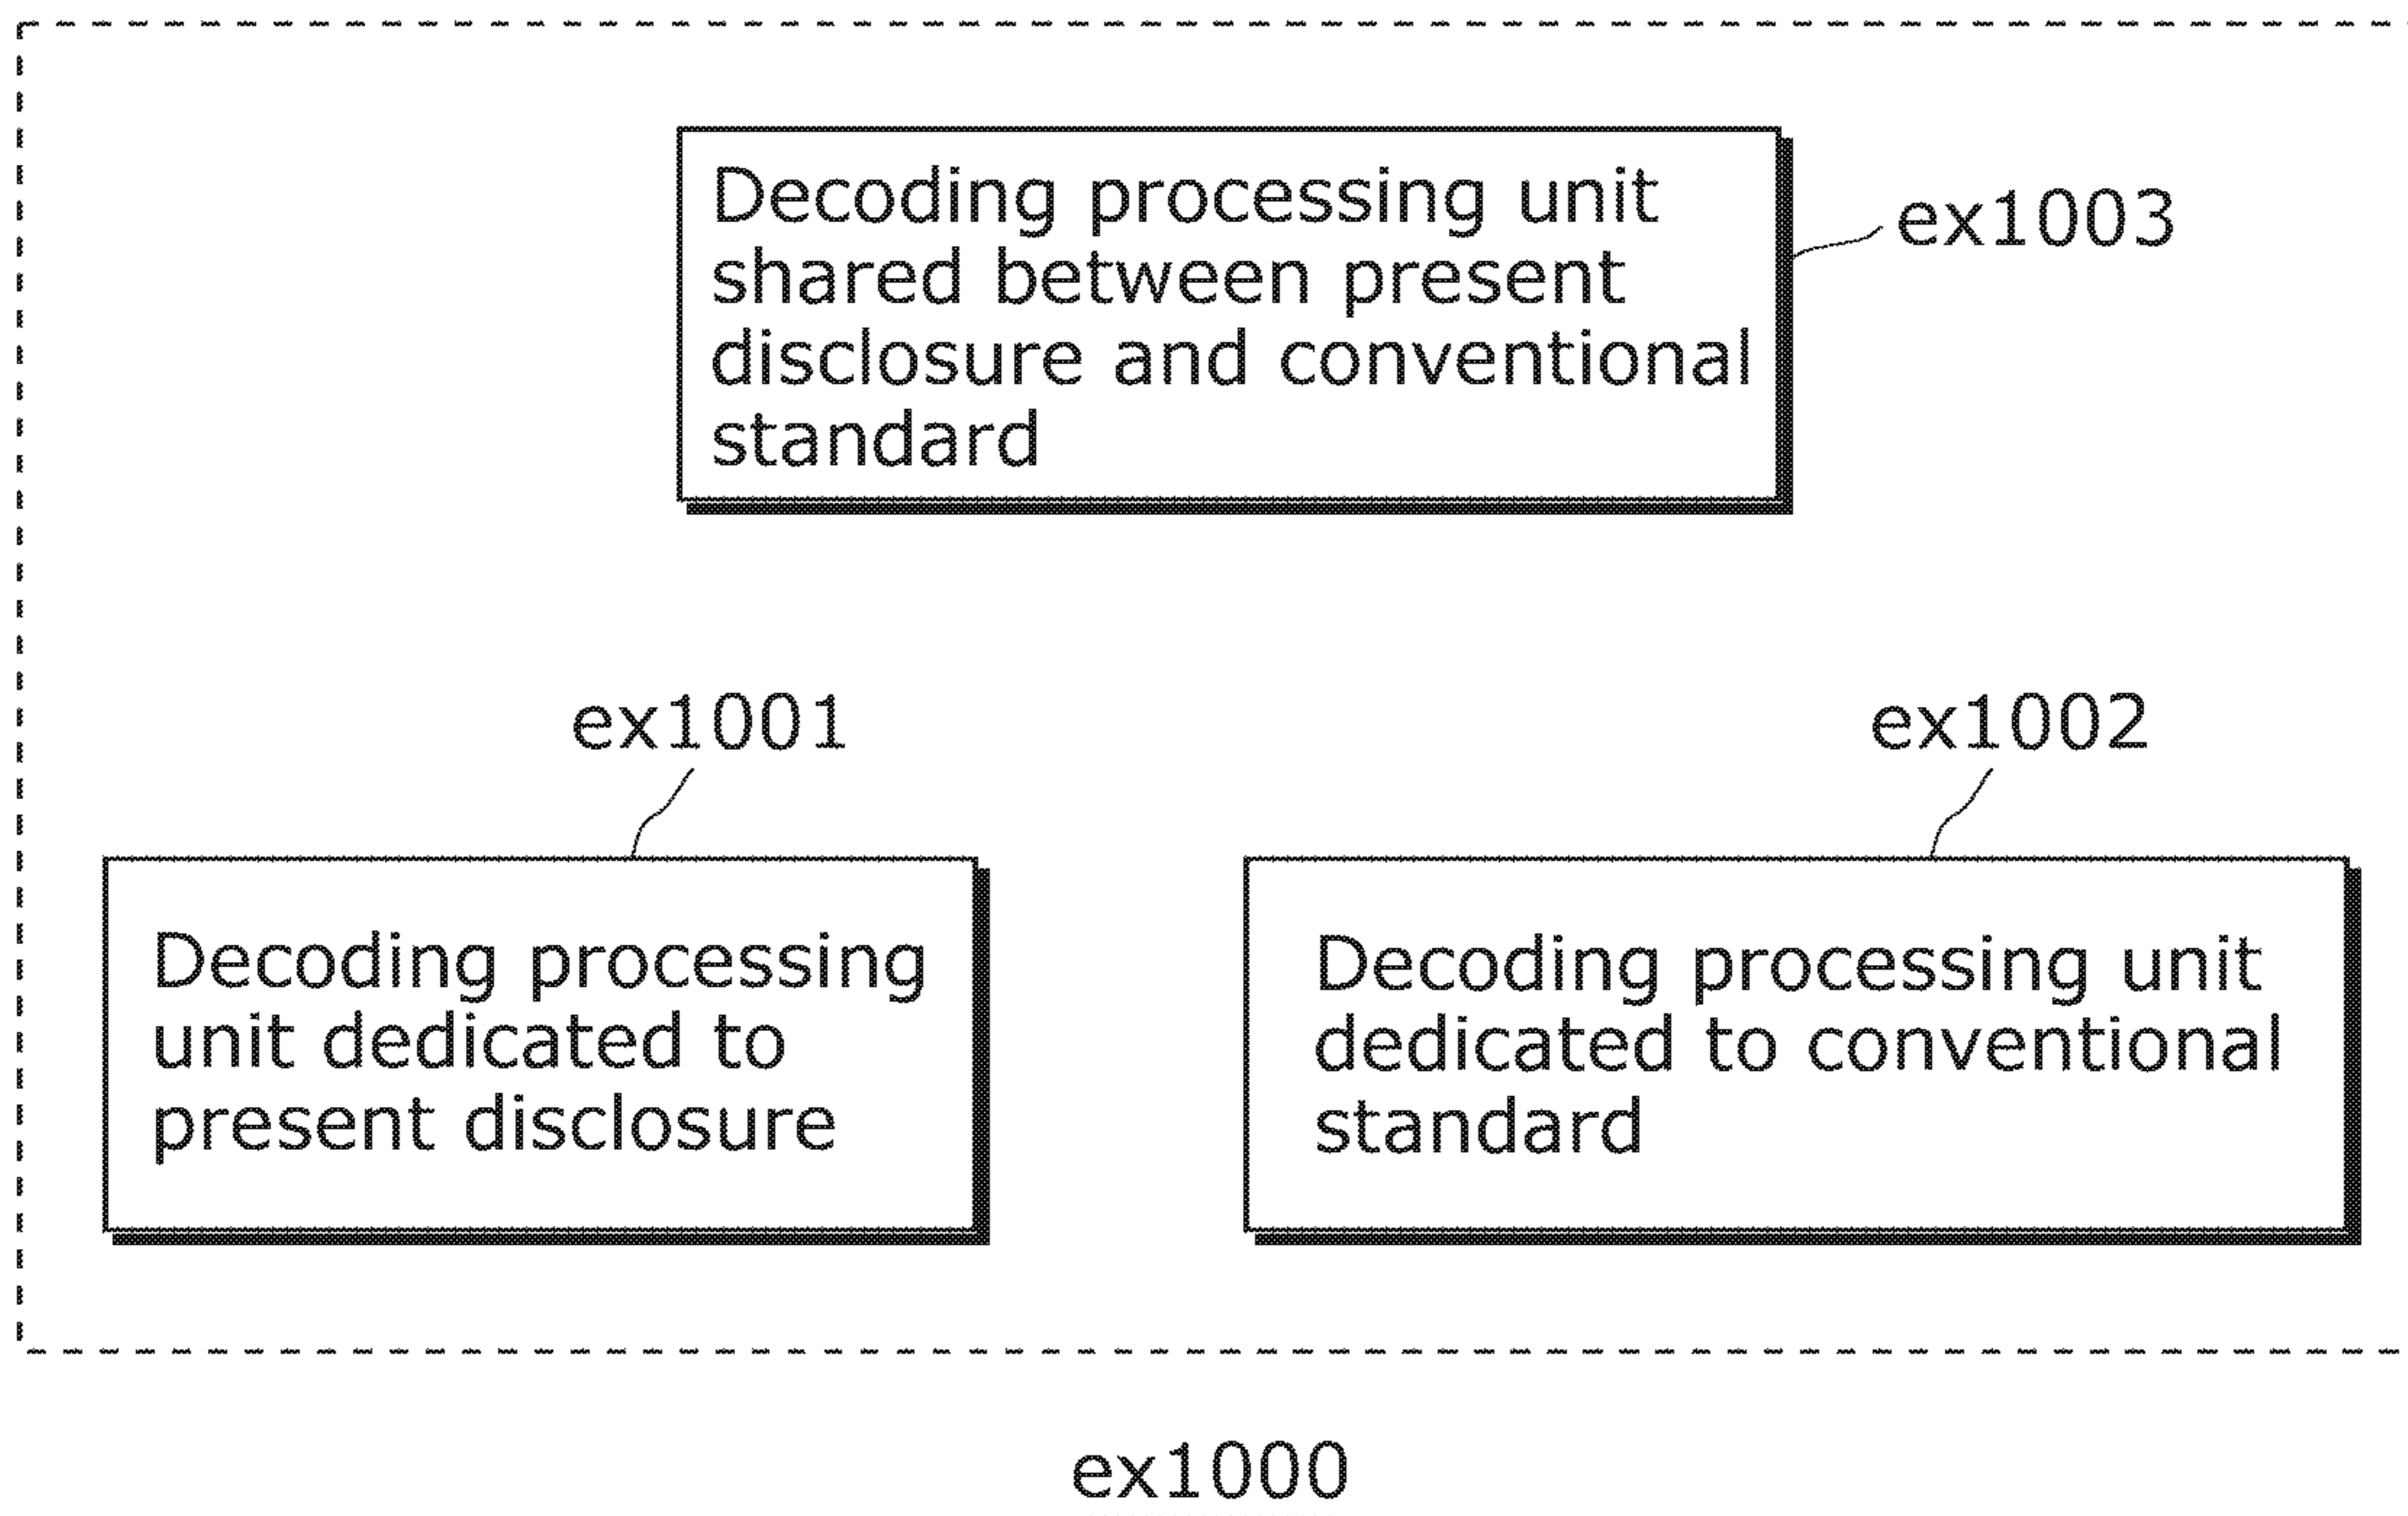 Decoding processing unit
shared between present
disclosure and conventional
standard
ex1003
ex1001
ex1002
Decoding processing
unit dedicated to
present disclosure
Decoding processing unit
dedicated to conventional
standard
ex1000